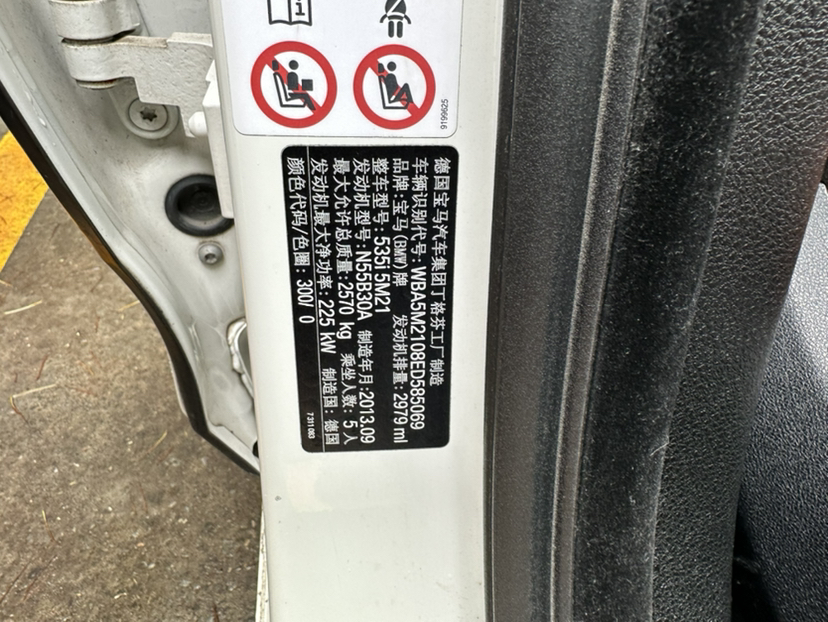 9199625
德国宝马汽车集团丁格芬工厂制造
车辆识别代号: WBA5M2108ED585069
品牌:宝马(BMW)牌 发动机排量: 2979 ml
整车型号:535i 5M21
发动机型号:N55B30A 制造年月:2013.09
最大允许总质量:2570 kg 乘坐人数: 5 人
发动机最大净功率: 225 kW 制造国: 德国
颜色代码/色圈: 300/ 0
7 311 083